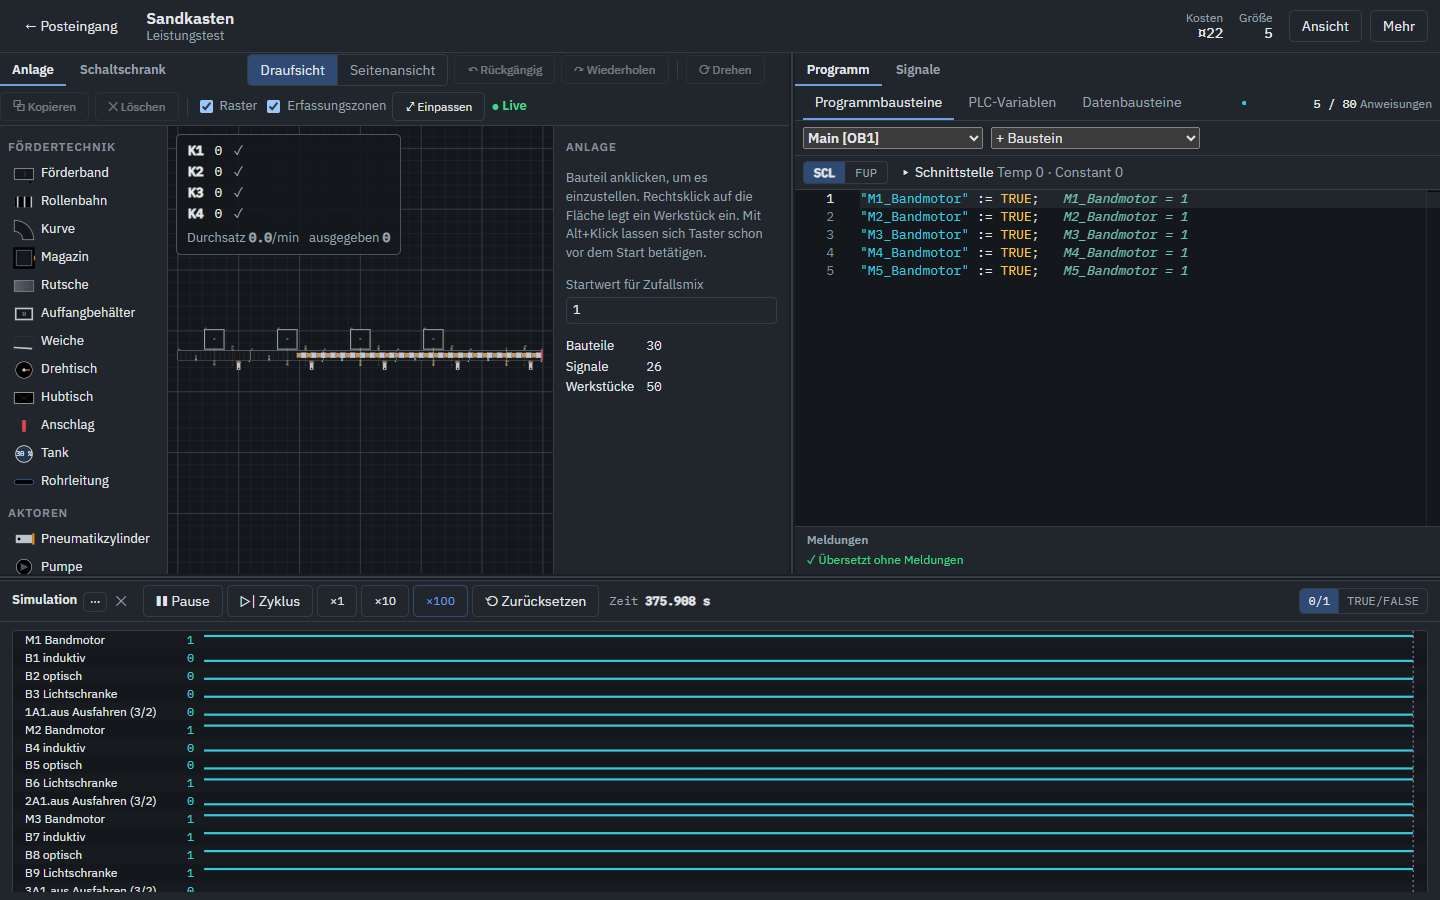 ← Posteingang
Sandkasten
Leistungstest
Kosten
¤22
Größe
5
Ansicht
Mehr
Anlage
Schaltschrank
Draufsicht
Seitenansicht
Rückgängig
Wiederholen
Drehen
Kopieren
Löschen
Raster
Erfassungszonen
Einpassen
Live
FÖRDERTECHNIK
Förderband
Rollenbahn
Kurve
Magazin
Rutsche
Auffangbehälter
Weiche
Drehtisch
Hubtisch
Anschlag
Tank
Rohrleitung
AKTOREN
Pneumatikzylinder
Pumpe
K1 0 ✓
K2 0 ✓
K3 0 ✓
K4 0 ✓
Durchsatz 0.0/min ausgegeben 0
ANLAGE
Bauteil anklicken, um es
einzustellen. Rechtsklick auf die
Fläche legt ein Werkstück ein. Mit
Alt+Klick lassen sich Taster schon
vor dem Start betätigen.
Startwert für Zufallsmix
1
Bauteile 30
Signale 26
Werkstücke 50
Programm
Signale
Programmbausteine
PLC-Variablen
Datenbausteine
5 / 80 Anweisungen
Main [OB1]
+ Baustein
SCL
FUP
Schnittstelle Temp 0 · Constant 0
1 "M1_Bandmotor" := TRUE; M1_Bandmotor = 1
2 "M2_Bandmotor" := TRUE; M2_Bandmotor = 1
3 "M3_Bandmotor" := TRUE; M3_Bandmotor = 1
4 "M4_Bandmotor" := TRUE; M4_Bandmotor = 1
5 "M5_Bandmotor" := TRUE; M5_Bandmotor = 1
Meldungen
✓ Übersetzt ohne Meldungen
Simulation
...
Pause
Zyklus
×1
×10
×100
Zurücksetzen
Zeit 375.908 s
0/1
TRUE/FALSE
M1 Bandmotor 1
B1 induktiv 0
B2 optisch 0
B3 Lichtschranke 0
1A1.aus Ausfahren (3/2) 0
M2 Bandmotor 1
B4 induktiv 0
B5 optisch 0
B6 Lichtschranke 1
2A1.aus Ausfahren (3/2) 0
M3 Bandmotor 1
B7 induktiv 1
B8 optisch 1
B9 Lichtschranke 1
3A1.aus Ausfahren (3/2) 0